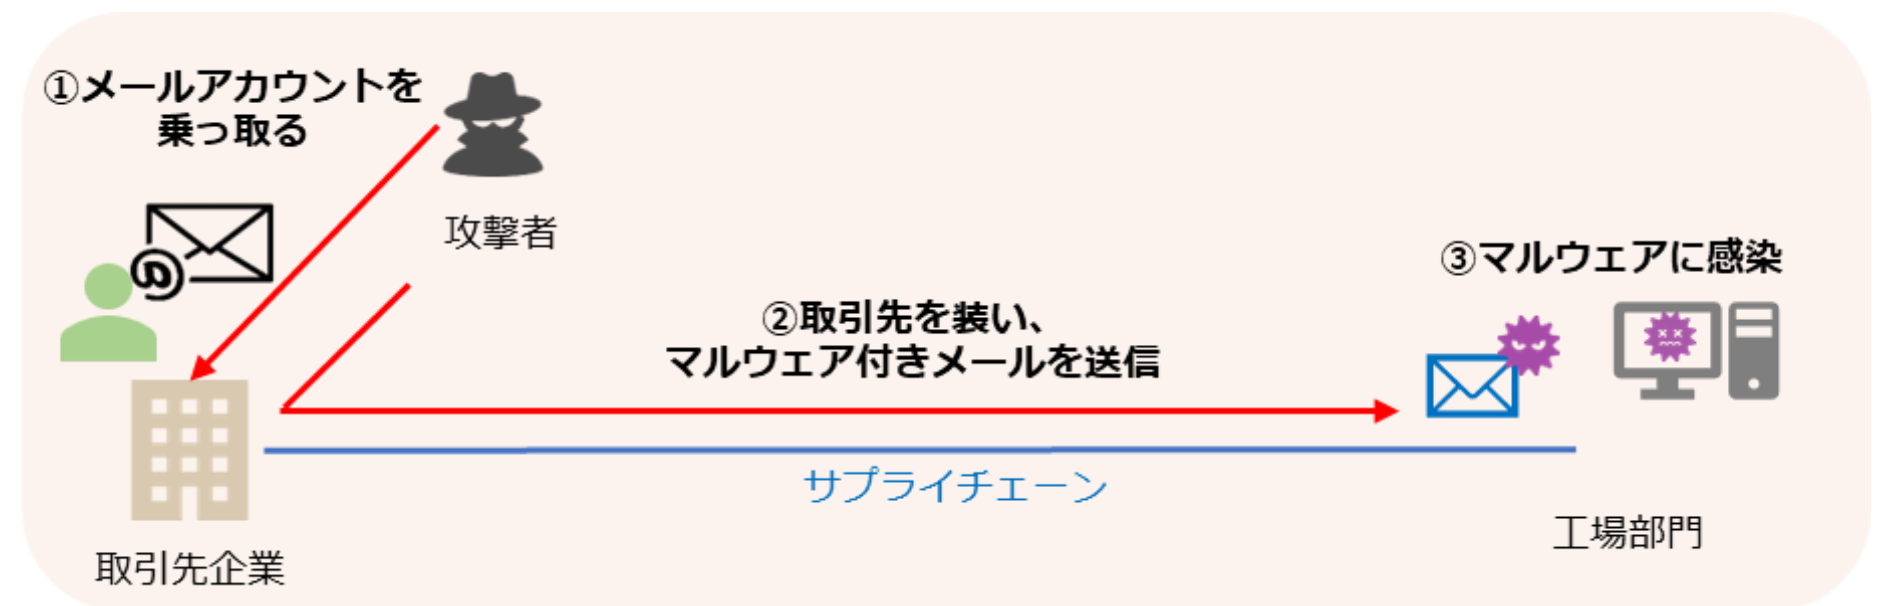 ①メールアカウントを
乗っ取る
攻撃者
②取引先を装い、
マルウェア付きメールを送信
③マルウェアに感染
サプライチェーン
取引先企業
工場部門